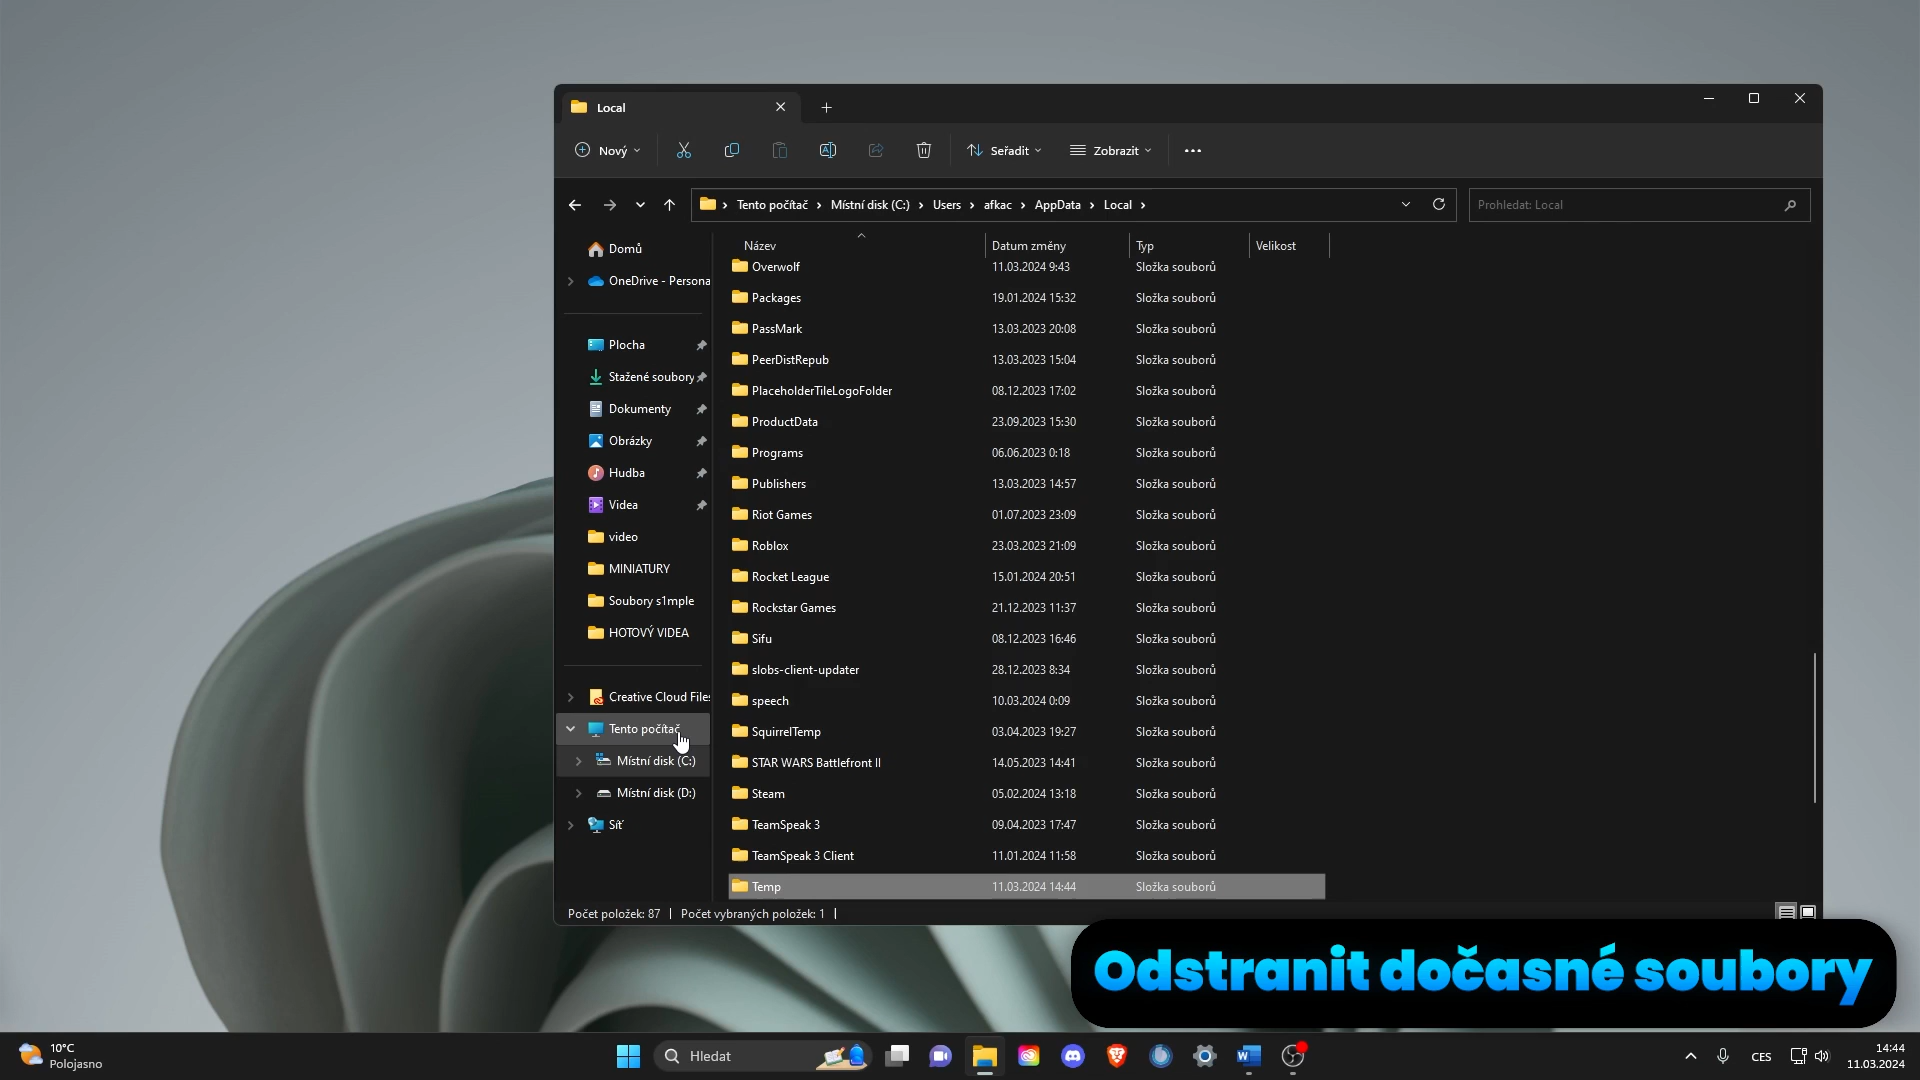 Local
Nový
Seřadit
Zobrazit
Tento počítač
Místní disk (C:)
Users
afkac
AppData
Local
Prohledat: Local
Domů
OneDrive - Persona
Plocha
Stažené soubory
Dokumenty
Obrázky
Hudba
Videa
video
MINIATURY
Soubory s1mple
HOTOVÝ VIDEA
Creative Cloud Files
Tento počítač
Místní disk (C:)
Místní disk (D:)
Síť
Název Datum změny Typ Velikost
Overwolf 11.03.2024 9:43 Složka souborů
Packages 19.01.2024 15:32 Složka souborů
PassMark 13.03.2023 20:08 Složka souborů
PeerDistRepub 13.03.2023 15:04 Složka souborů
PlaceholderTileLogoFolder 08.12.2023 17:02 Složka souborů
ProductData 23.09.2023 15:30 Složka souborů
Programs 06.06.2023 0:18 Složka souborů
Publishers 13.03.2023 14:57 Složka souborů
Riot Games 01.07.2023 23:09 Složka souborů
Roblox 23.03.2023 21:09 Složka souborů
Rocket League 15.01.2024 20:51 Složka souborů
Rockstar Games 21.12.2023 11:37 Složka souborů
Sifu 08.12.2023 16:46 Složka souborů
slobs-client-updater 28.12.2023 8:34 Složka souborů
speech 10.03.2024 0:09 Složka souborů
SquirrelTemp 03.04.2023 19:27 Složka souborů
STAR WARS Battlefront II 14.05.2023 14:41 Složka souborů
Steam 05.02.2024 13:18 Složka souborů
TeamSpeak 3 09.04.2023 17:47 Složka souborů
TeamSpeak 3 Client 11.01.2024 11:58 Složka souborů
Temp 11.03.2024 14:44 Složka souborů
Počet položek: 87 Počet vybraných položek: 1
Odstranit dočasné soubory
10°C
Polojasno
Hledat
CES
14:44
11.03.2024